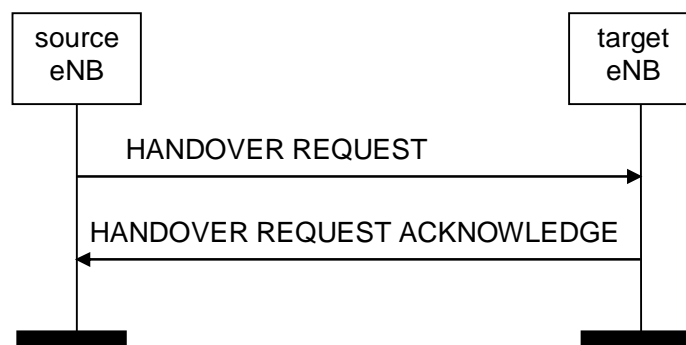 source
eNB
target
eNB
HANDOVER REQUEST
HANDOVER REQUEST ACKNOWLEDGE